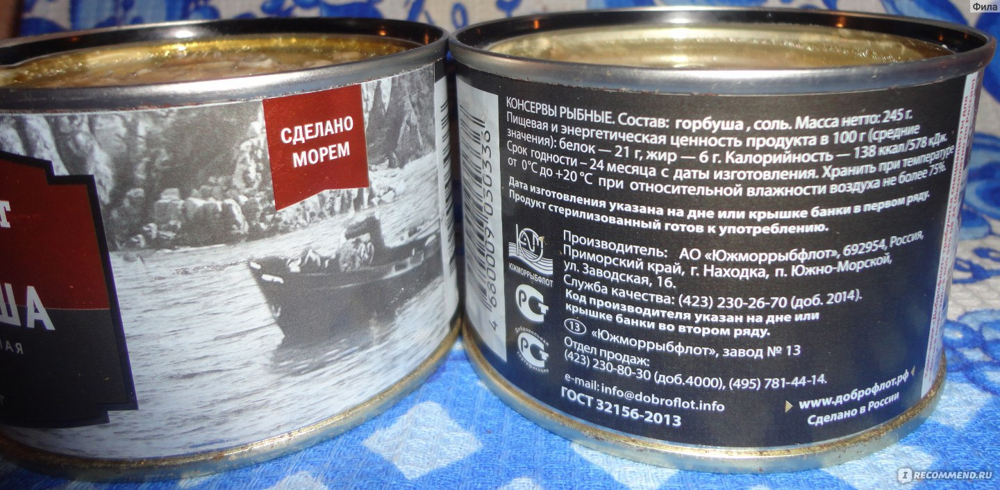 Фила
СДЕЛАНО
МОРЕМ
Т
ША
НАЯ
4 680009 030336
КОНСЕРВЫ РЫБНЫЕ. Состав: горбуша , соль. Масса нетто: 245 г.
Пищевая и энергетическая ценность продукта в 100 г (средние
значения): белок — 21 г, жир — 6 г. Калорийность — 138 ккал/578 кДж.
Срок годности – 24 месяца с даты изготовления. Хранить при температуре
от 0°С до +20 °С при относительной влажности воздуха не более 75%.
Дата изготовления указана на дне или крышке банки в первом ряду.
Продукт стерилизованный готов к употреблению.
ЮЖМОРРЫБФЛОТ
Производитель: АО «Южморрыбфлот», 692954, Россия,
Приморский край, г. Находка, п. Южно-Морской,
ул. Заводская, 16.
Служба качества: (423) 230-26-70 (доб. 2014).
Код производителя указан на дне или
крышке банки во втором ряду.
13 «Южморрыбфлот», завод № 13
РСТ
Добровольная
РСТ
сертификация
Отдел продаж:
(423) 230-80-30 (доб.4000), (495) 781-44-14.
e-mail: info@dobroflot.info
www.доброфлот.рф
ГОСТ 32156-2013
Сделано в России
I RECOMMEND.RU